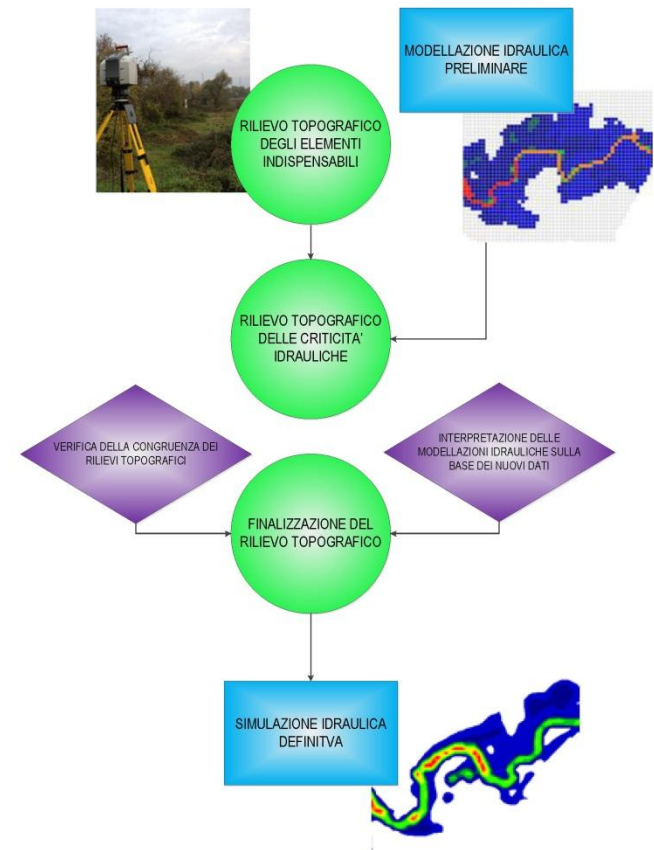 MODELLAZIONE IDRAULICA
PRELIMINARE
RILIEVO TOPOGRAFICO
DEGLI ELEMENTI
INDISPENSABILI
RILIEVO TOPOGRAFICO
DELLE CRITICITA'
IDRAULICHE
VERIFICA DELLA CONGRUENZA DEI
RILIEVI TOPOGRAFICI
INTERPRETAZIONE DELLE
MODELLAZIONI IDRAULICHE SULLA
BASE DEI NUOVI DATI
FINALIZZAZIONE DEL
RILIEVO TOPOGRAFICO
SIMULAZIONE IDRAULICA
DEFINITVA